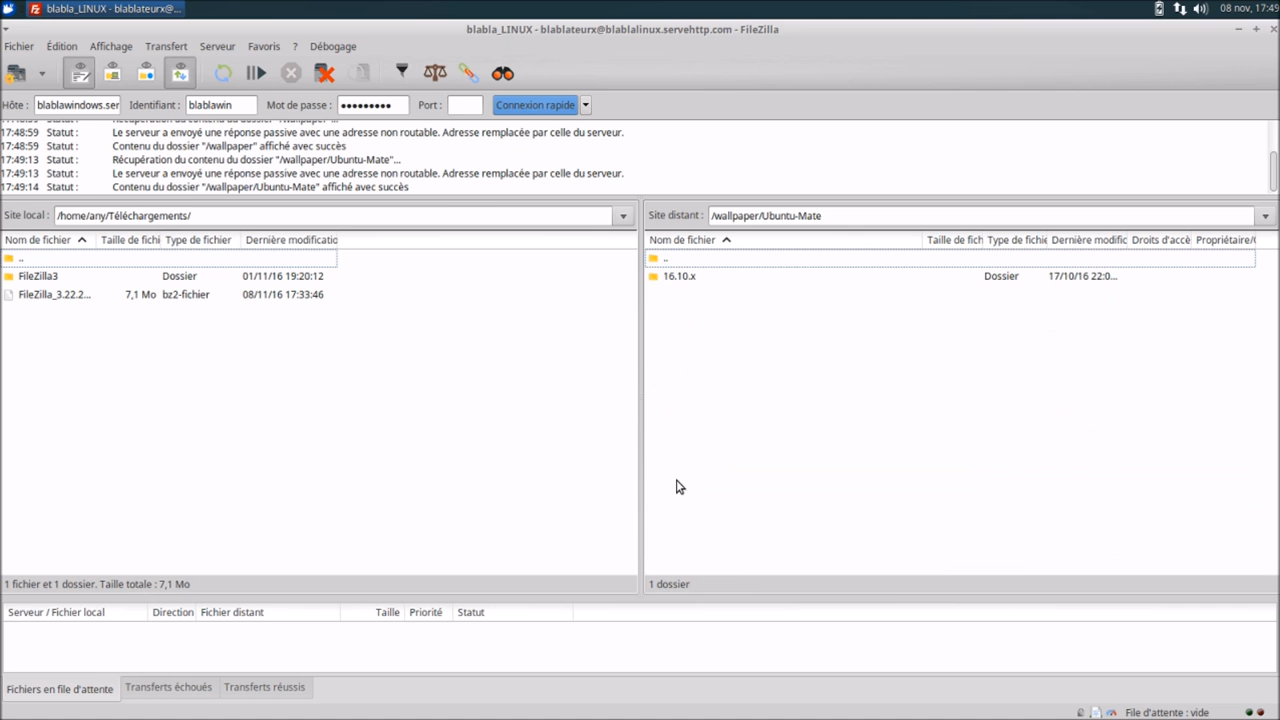 blabla_LINUX - blablateurx@... 08 nov, 17:49
blabla_LINUX - blablateurx@blablalinux.servehttp.com - FileZilla
Fichier Édition Affichage Transfert Serveur Favoris ? Débogage
Hôte : blablawindows.ser Identifiant : blablawin Mot de passe : ●●●●●●●●● Port : Connexion rapide
17:48:59 Statut : Le serveur a envoyé une réponse passive avec une adresse non routable. Adresse remplacée par celle du serveur.
17:48:59 Statut : Contenu du dossier "/wallpaper" affiché avec succès
17:49:13 Statut : Récupération du contenu du dossier "/wallpaper/Ubuntu-Mate"...
17:49:13 Statut : Le serveur a envoyé une réponse passive avec une adresse non routable. Adresse remplacée par celle du serveur.
17:49:14 Statut : Contenu du dossier "/wallpaper/Ubuntu-Mate" affiché avec succès
Site local : /home/any/Téléchargements/
Nom de fichier Taille de fichi Type de fichier Dernière modificatio
..
FileZilla3 Dossier 01/11/16 19:20:12
FileZilla_3.22.2... 7,1 Mo bz2-fichier 08/11/16 17:33:46
1 fichier et 1 dossier. Taille totale : 7,1 Mo
Site distant : /wallpaper/Ubuntu-Mate
Nom de fichier Taille de fich Type de fichie Dernière modific Droits d'accè Propriétaire/
..
16.10.x Dossier 17/10/16 22:0...
1 dossier
Serveur / Fichier local Direction Fichier distant Taille Priorité Statut
Fichiers en file d'attente Transferts échoués Transferts réussis
File d'attente : vide